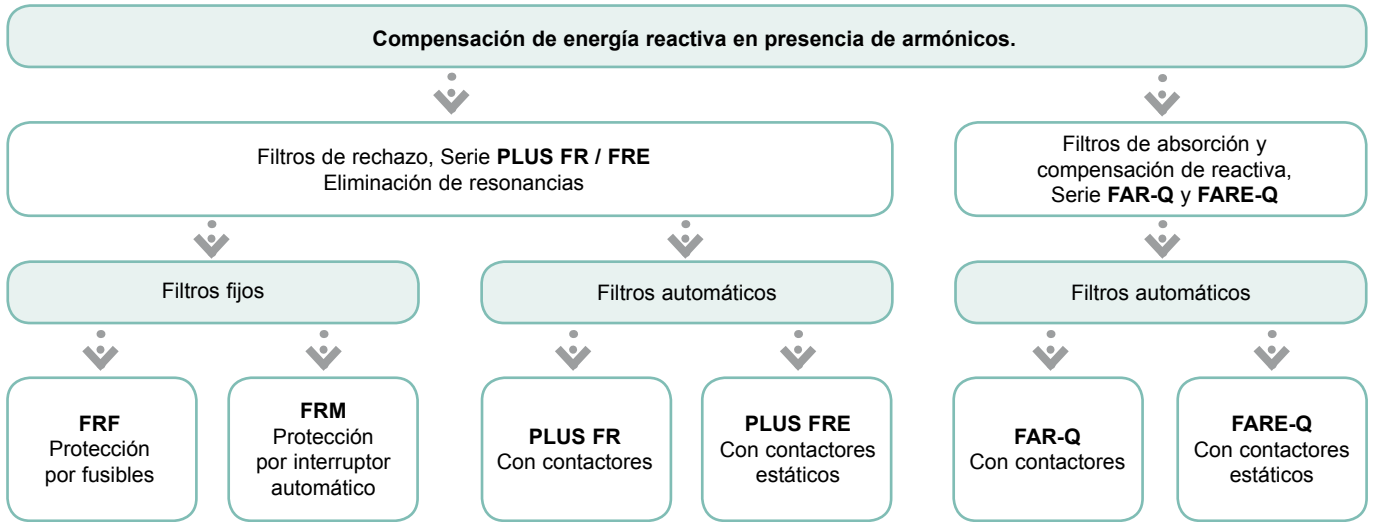 Compensación de energía reactiva en presencia de armónicos.
Filtros de rechazo, Serie PLUS FR / FRE
Eliminación de resonancias
Filtros de absorción y
compensación de reactiva,
Serie FAR-Q y FARE-Q
Filtros fijos
Filtros automáticos
Filtros automáticos
FRF
Protección
por fusibles
FRM
Protección
por interruptor
automático
PLUS FR
Con contactores
PLUS FRE
Con contactores
estáticos
FAR-Q
Con contactores
FARE-Q
Con contactores
estáticos